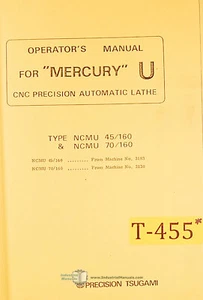 OPERATOR'S MANUAL
FOR "MERCURY" U
CNC PRECISION AUTOMATIC LATHE
TYPE NCMU 45/160
& NCMU 70/160
NCMU 45/160 ......... From Machine No.
NCMU 70/160 ......... From Machine No.
T-455*
PRECISION TSUGAMI